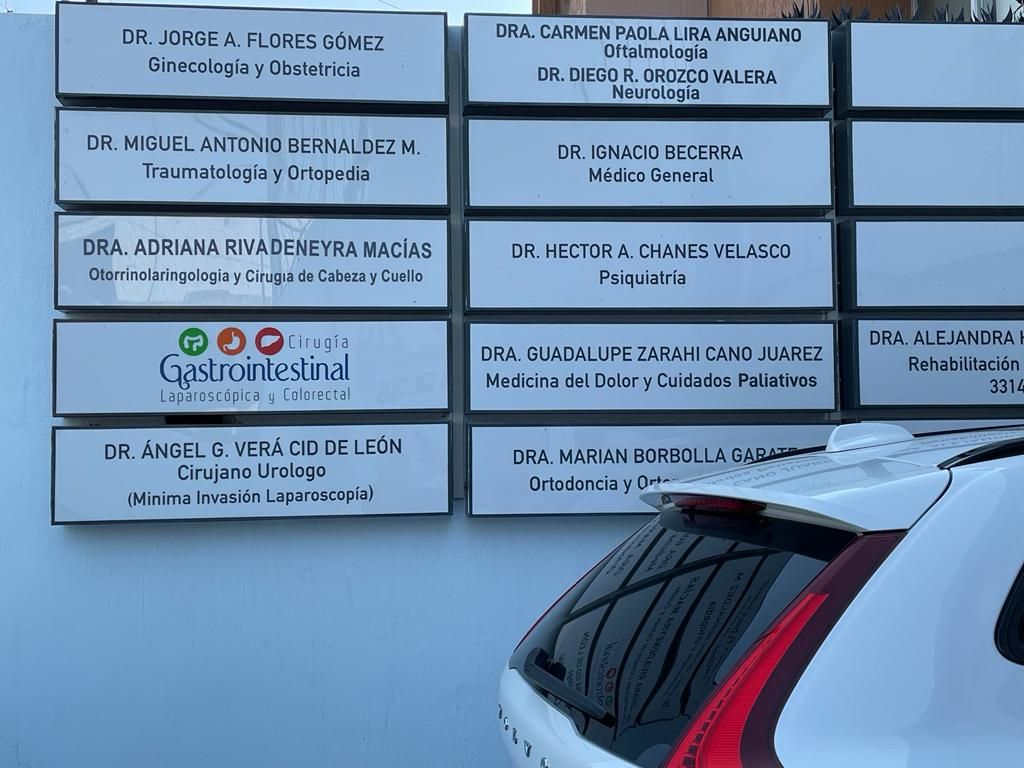 DR. JORGE A. FLORES GÓMEZ
Ginecología y Obstetricia
DR. MIGUEL ANTONIO BERNALDEZ M.
Traumatología y Ortopedia
DRA. ADRIANA RIVADENEYRA MACÍAS
Otorrinolaringologia y Cirugia de Cabeza y Cuello
Cirugía
Gastrointestinal
Laparoscópica y Colorectal
DR. ÁNGEL G. VERÁ CID DE LEÓN
Cirujano Urologo
(Minima Invasión Laparoscopía)
DRA. CARMEN PAOLA LIRA ANGUIANO
Oftalmología
DR. DIEGO R. OROZCO VALERA
Neurología
DR. IGNACIO BECERRA
Médico General
DR. HECTOR A. CHANES VELASCO
Psiquiatría
DRA. GUADALUPE ZARAHI CANO JUAREZ
Medicina del Dolor y Cuidados Paliativos
DRA. MARIAN BORBOLLA GARATE
Ortodoncia y
DRA. ALEJANDRA
Rehabilitación
3314